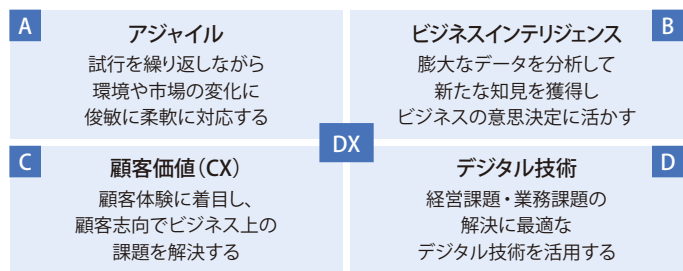 A
アジャイル
試行を繰り返しながら
環境や市場の変化に
俊敏に柔軟に対応する
B
ビジネスインテリジェンス
膨大なデータを分析して
新たな知見を獲得し
ビジネスの意思決定に活かす
DX
C
顧客価値（CX）
顧客体験に着目し、
顧客志向でビジネス上の
課題を解決する
D
デジタル技術
経営課題・業務課題の
解決に最適な
デジタル技術を活用する